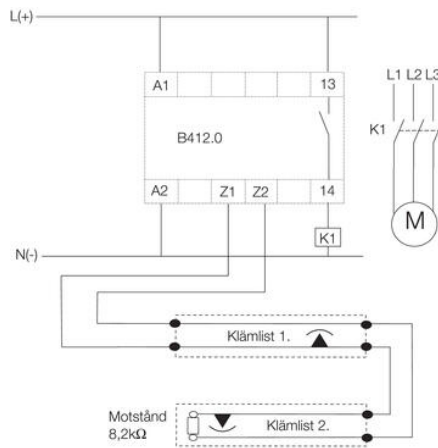 L(+)
A1
13
L1 L2 L3
B412.0
K1
A2
Z1
Z2
14
M
K1
N(-)
Klämlist 1.
Motstånd
8,2kΩ
Klämlist 2.